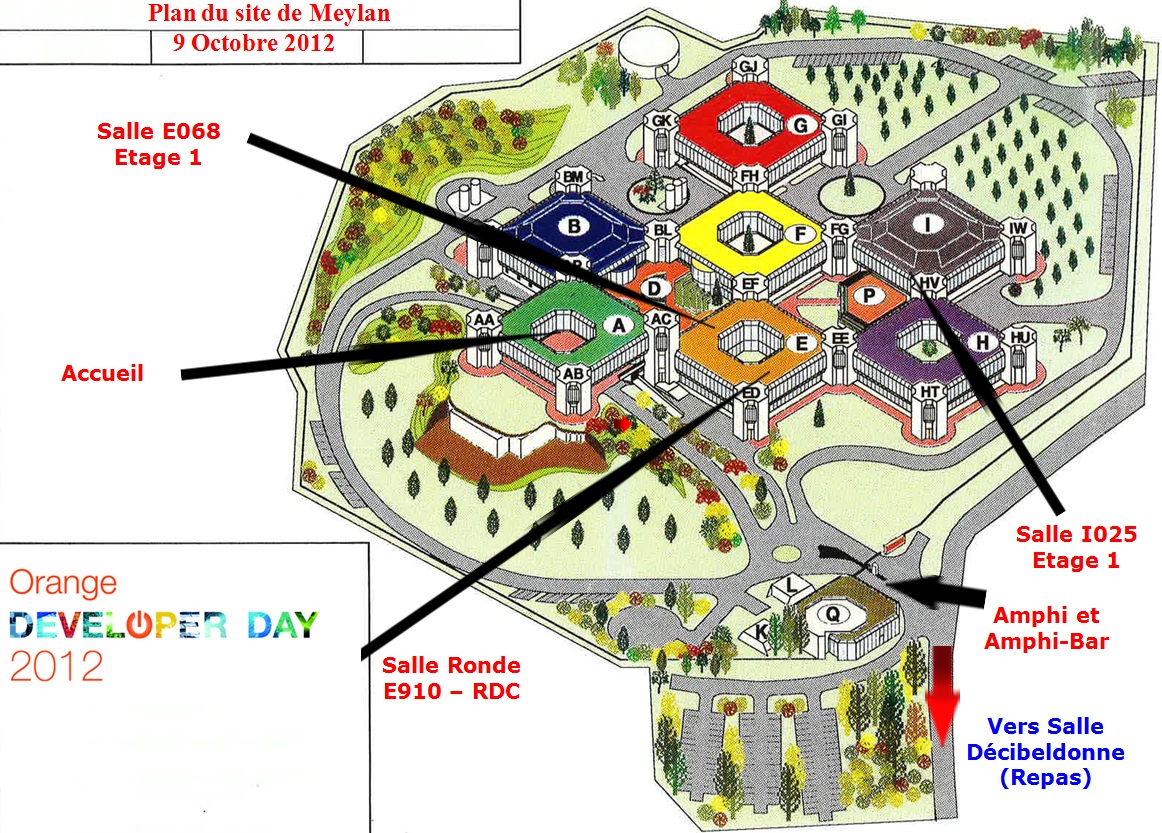 Plan du site de Meylan
9 Octobre 2012
GJ
GK
G
GI
FH
Salle E068
Etage 1
BM
B
BL
F
FG
I
IW
EF
HV
D
P
AA
A
AC
E
EE
H
HU
Accueil
AB
ED
HT
Salle I025
Etage 1
Orange
DEVELOPER DAY
2012
L
K
Q
Amphi et
Amphi-Bar
Salle Ronde
E910 – RDC
Vers Salle
Décibeldonne
(Repas)